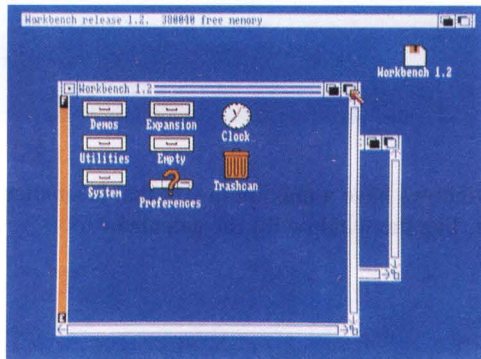 Workbench release 1.2. 380040 free memory
Workbench 1.2
Workbench 1.2
F
Demos
Expansion
Clock
Utilities
Empty
Trashcan
System
Preferences
E